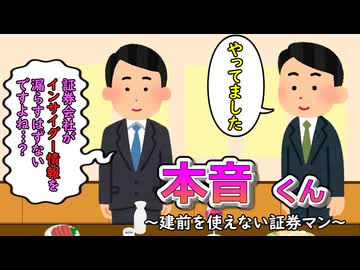 証券会社が
インサイダー情報を
漏らすはずない
ですよね…?
やってました
本音くん
～建前を使えない証券マン～